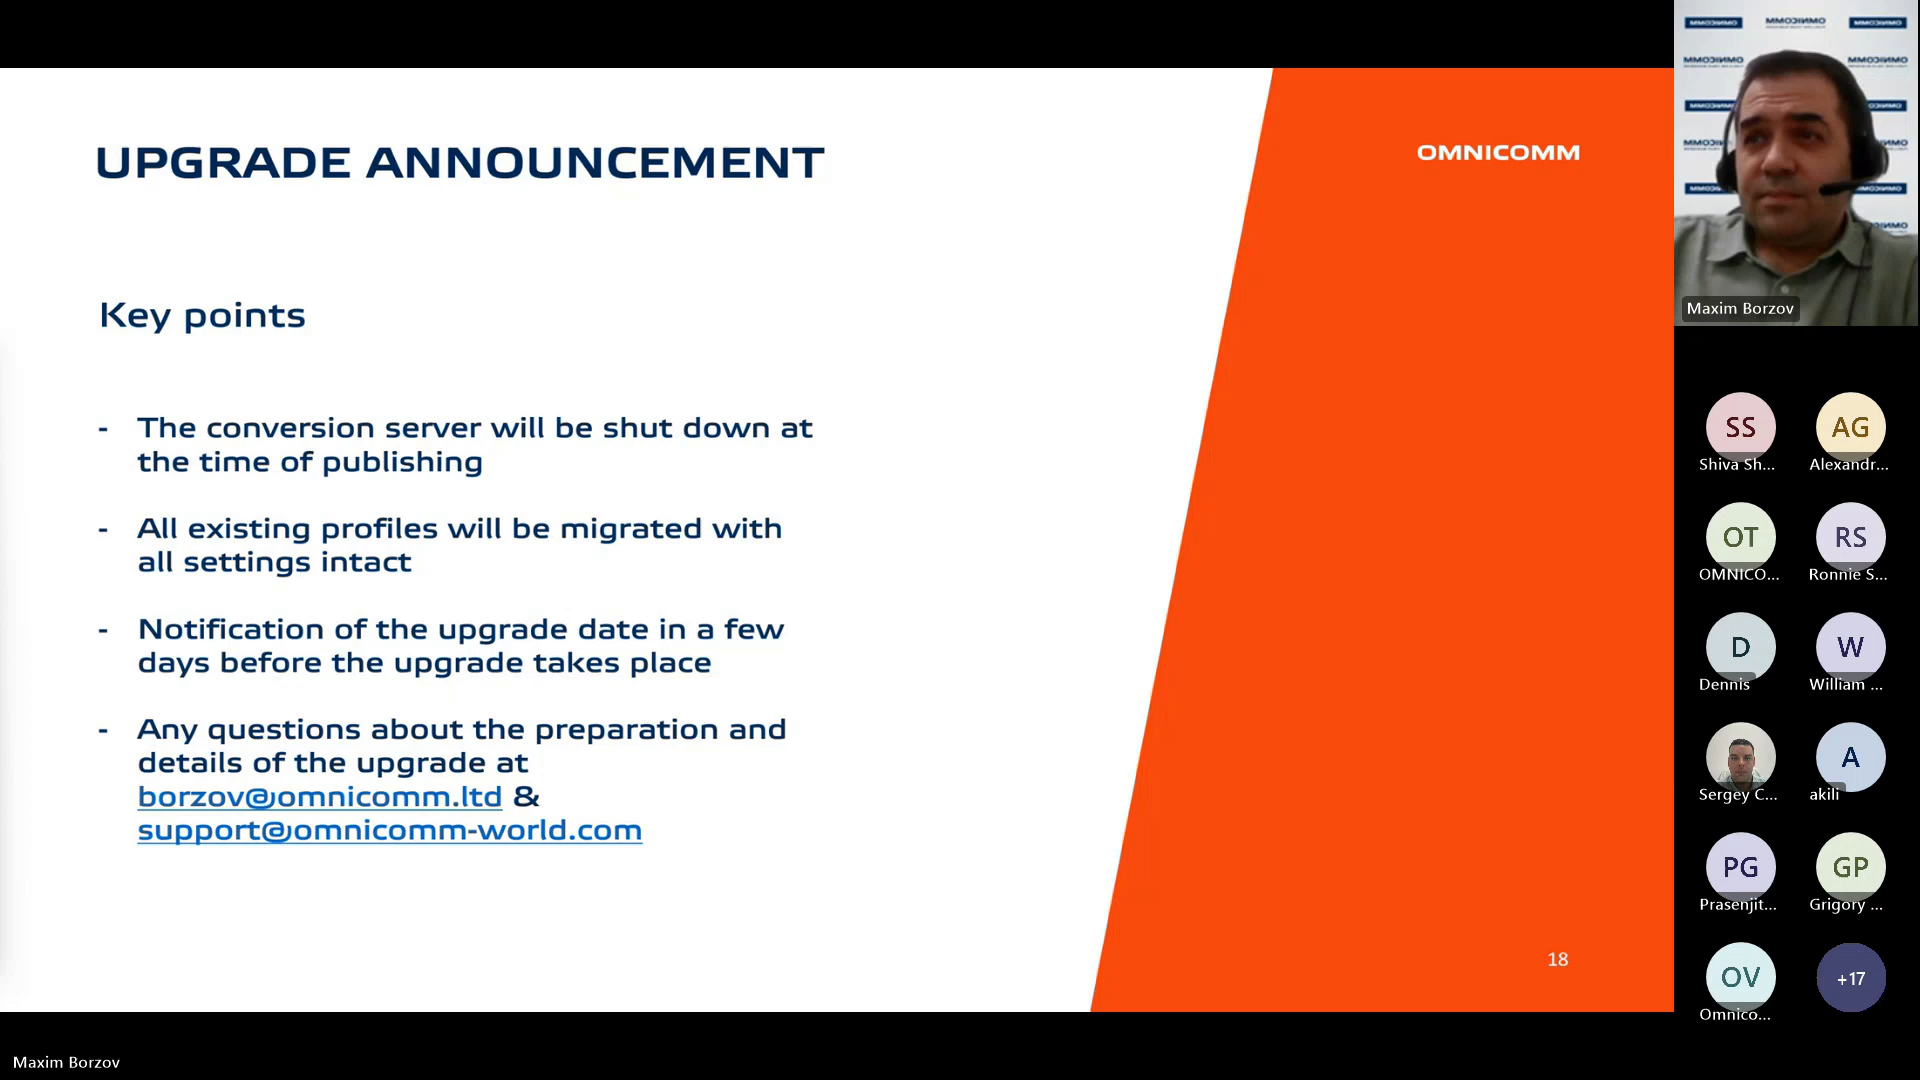 UPGRADE ANNOUNCEMENT
OMNICOMM
Key points
- The conversion server will be shut down at
the time of publishing
- All existing profiles will be migrated with
all settings intact
- Notification of the upgrade date in a few
days before the upgrade takes place
- Any questions about the preparation and
details of the upgrade at
borzov@omnicomm.ltd &
support@omnicomm-world.com
18
Maxim Borzov
SS
Shiva Sh...
AG
Alexandr...
OT
OMNICO...
RS
Ronnie S...
D
Dennis
W
William ...
Sergey C...
A
akili
PG
Prasenjit...
GP
Grigory ...
OV
Omnico...
+17
Maxim Borzov